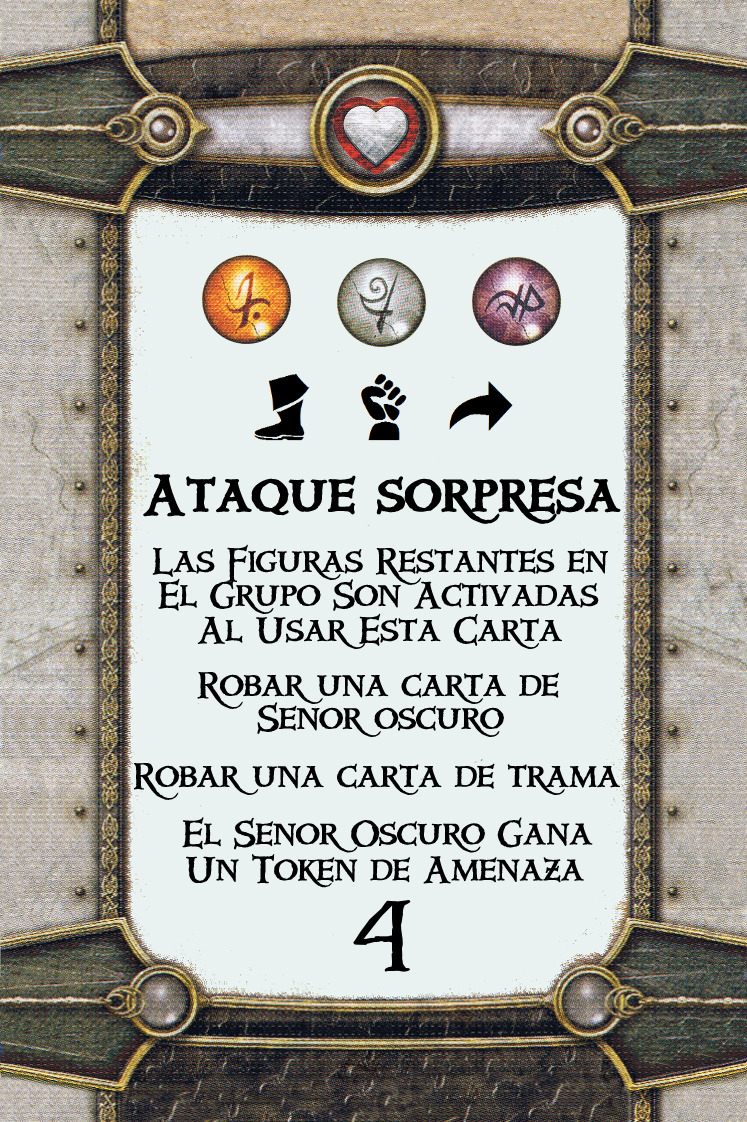 Ataque sorpresa
Las Figuras Restantes en
El Grupo Son Activadas
Al Usar Esta Carta
Robar una carta de
Senor oscuro
Robar una carta de trama
El Senor Oscuro Gana
Un Token de Amenaza
4